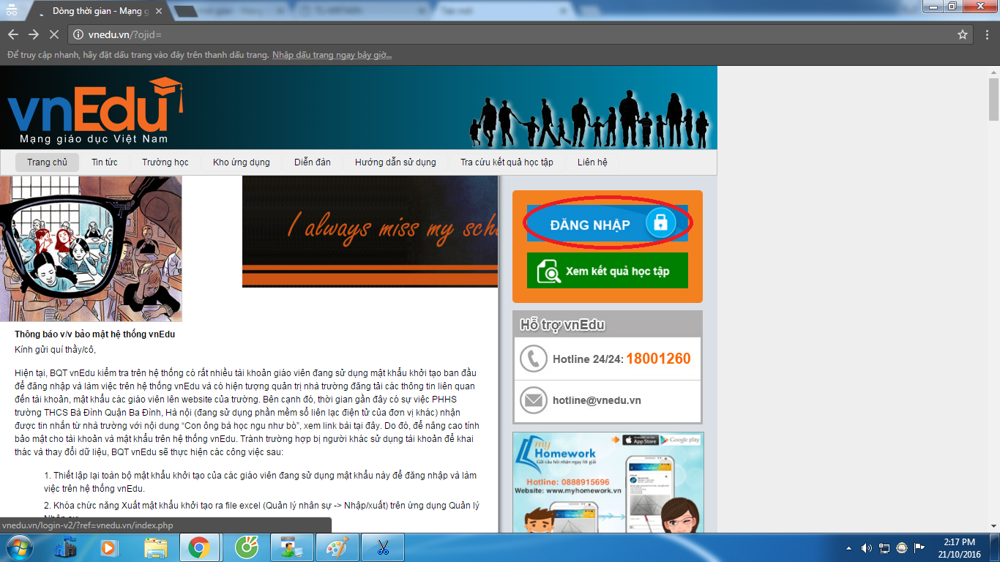 Dòng thời gian - Mạng g
vnedu.vn/?ojid=
Để truy cập nhanh, hãy đặt dấu trang vào đây trên thanh dấu trang. Nhập dấu trang ngay bây giờ...
vnEdu
Mạng giáo dục Việt Nam
Trang chủ Tin tức Trường học Kho ứng dụng Diễn đàn Hướng dẫn sử dụng Tra cứu kết quả học tập Liên hệ
I always miss my scho
ĐĂNG NHẬP
Xem kết quả học tập
Thông báo v/v bảo mật hệ thống vnEdu
Kính gửi quí thầy/cô,
Hiện tại, BQT vnEdu kiểm tra trên hệ thống có rất nhiều tài khoản giáo viên đang sử dụng mật khẩu khởi tạo ban đầu
để đăng nhập và làm việc trên hệ thống vnEdu và có hiện tượng quản trị nhà trường đăng tải các thông tin liên quan
đến tài khoản, mật khẩu các giáo viên lên website của trường. Bên cạnh đó, thời gian gần đây có sự việc PHHS
trường THCS Bà Đình Quận Ba Đình, Hà nội (đang sử dụng phần mềm sổ liên lạc điện tử của đơn vị khác) nhận
được tin nhắn từ nhà trường với nội dung “Con ông bà học ngu như bò”, xem link bài tại đây. Do đó, để nâng cao tính
bảo mật cho tài khoản và mật khẩu trên hệ thống vnEdu. Tránh trường hợp bị người khác sử dụng tài khoản để khai
thác và thay đổi dữ liệu, BQT vnEdu sẽ thực hiện các công việc sau:
1. Thiết lập lại toàn bộ mật khẩu khởi tạo của các giáo viên đang sử dụng mật khẩu này để đăng nhập và làm
việc trên hệ thống vnEdu.
2. Khóa chức năng Xuất mật khẩu khởi tạo ra file excel (Quản lý nhân sự -> Nhập/xuất) trên ứng dụng Quản lý
Hỗ trợ vnEdu
Hotline 24/24: 18001260
hotline@vnedu.vn
my Homework
Gửi câu hỏi nhận ngay lời giải
App Store Google play
Hotline: 0888915696
Website: www.myhomework.vn
vnedu.vn/login-v2/?ref=vnedu.vn/index.php
2:17 PM
21/10/2016